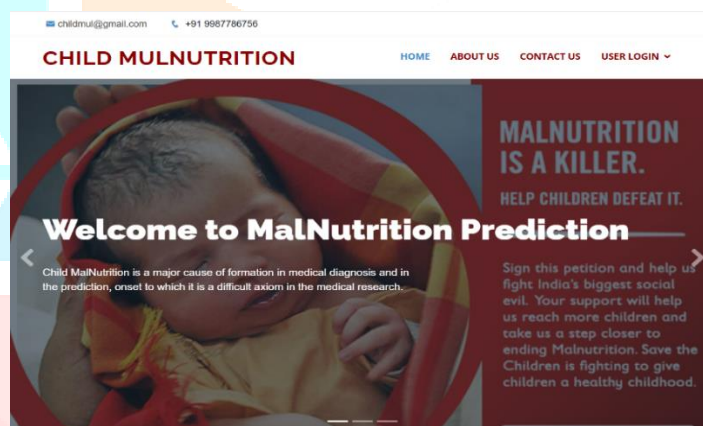 childmul@gmail.com +91 9987786756
CHILD MULNUTRITION
HOME ABOUT US CONTACT US USER LOGIN
MALNUTRITION
IS A KILLER.
HELP CHILDREN DEFEAT IT.
Welcome to MalNutrition Prediction
Child MalNutrition is a major cause of formation in medical diagnosis and in
the prediction, onset to which it is a difficult axiom in the medical research.
Sign this petition and help us
fight India's biggest social
evil. Your support will help
us reach more children and
take us a step closer to
ending Malnutrition. Save the
Children is fighting to give
children a healthy childhood.